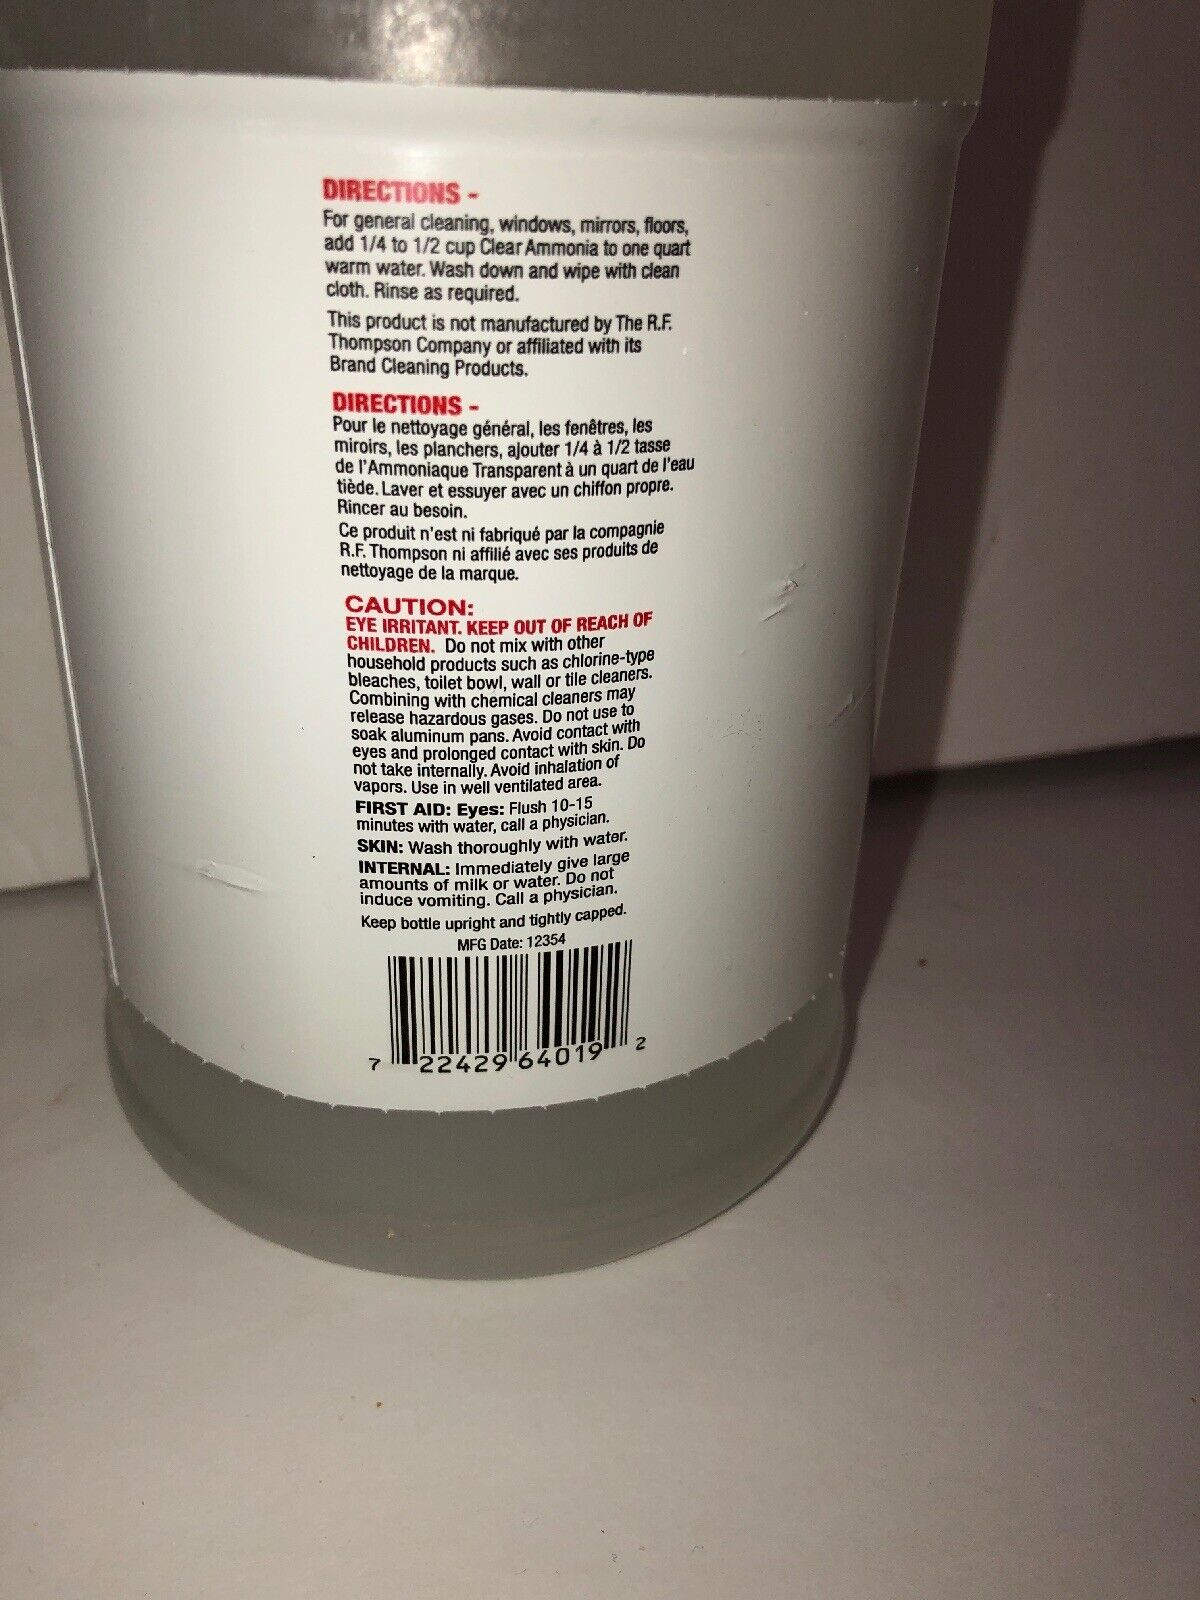 DIRECTIONS -
For general cleaning, windows, mirrors, floors,
add 1/4 to 1/2 cup Clear Ammonia to one quart
warm water. Wash down and wipe with clean
cloth. Rinse as required.
This product is not manufactured by The R.F.
Thompson Company or affiliated with its
Brand Cleaning Products.
DIRECTIONS -
Pour le nettoyage général, les fenêtres, les
miroirs, les planchers, ajouter 1/4 à 1/2 tasse
de l'Ammoniaque Transparent à un quart de l'eau
tiède. Laver et essuyer avec un chiffon propre.
Rincer au besoin.
Ce produit n'est ni fabriqué par la compagnie
R.F. Thompson ni affilié avec ses produits de
nettoyage de la marque.
CAUTION:
EYE IRRITANT. KEEP OUT OF REACH OF
CHILDREN. Do not mix with other
household products such as chlorine-type
bleaches, toilet bowl, wall or tile cleaners.
Combining with chemical cleaners may
release hazardous gases. Do not use to
soak aluminum pans. Avoid contact with
eyes and prolonged contact with skin. Do
not take internally. Avoid inhalation of
vapors. Use in well ventilated area.
FIRST AID: Eyes: Flush 10-15
minutes with water, call a physician.
SKIN: Wash thoroughly with water.
INTERNAL: Immediately give large
amounts of milk or water. Do not
induce vomiting. Call a physician.
Keep bottle upright and tightly capped.
MFG Date: 12354
7 22429 64019 2